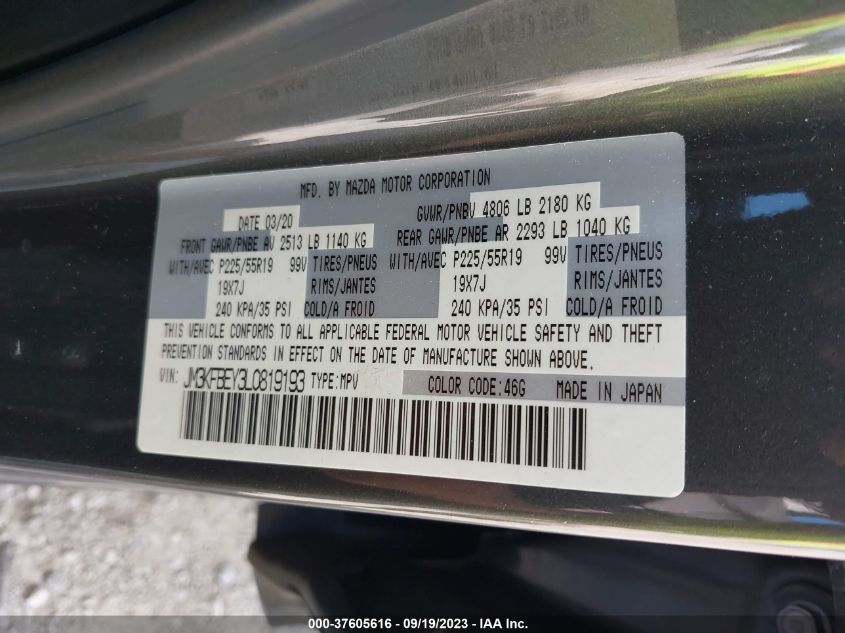 MFD. BY MAZDA MOTOR CORPORATION
DATE 03/20 GVWR/PNBV 4806 LB 2180 KG
FRONT GAWR/PNBE AV 2513 LB 1140 KG REAR GAWR/PNBE AR 2293 LB 1040 KG
WITH/AVEC P225/55R19 99V TIRES/PNEUS WITH/AVEC P225/55R19 99V TIRES/PNEUS
19X7J RIMS/JANTES 19X7J RIMS/JANTES
240 KPA/35 PSI COLD/A FROID 240 KPA/35 PSI COLD/A FROID
THIS VEHICLE CONFORMS TO ALL APPLICABLE FEDERAL MOTOR VEHICLE SAFETY AND THEFT
PREVENTION STANDARDS IN EFFECT ON THE DATE OF MANUFACTURE SHOWN ABOVE.
VIN: JM3KFBEY3L0819193 TYPE:MPV COLOR CODE:46G MADE IN JAPAN
000-37605616 - 09/19/2023 - IAA Inc.